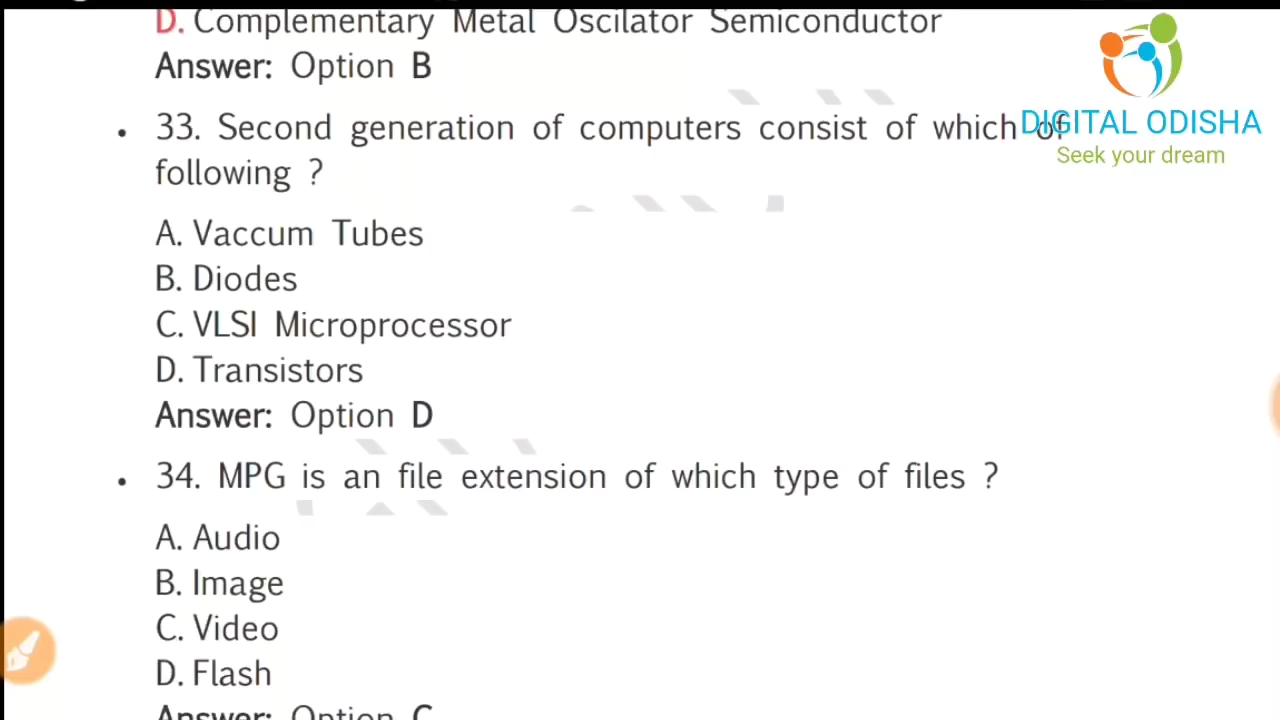 D. Complementary Metal Oscilator Semiconductor
Answer: Option B
• 33. Second generation of computers consist of which of
following ?
A. Vaccum Tubes
B. Diodes
C. VLSI Microprocessor
D. Transistors
Answer: Option D
• 34. MPG is an file extension of which type of files ?
A. Audio
B. Image
C. Video
D. Flash
Answer: Option C
DIGITAL ODISHA
Seek your dream